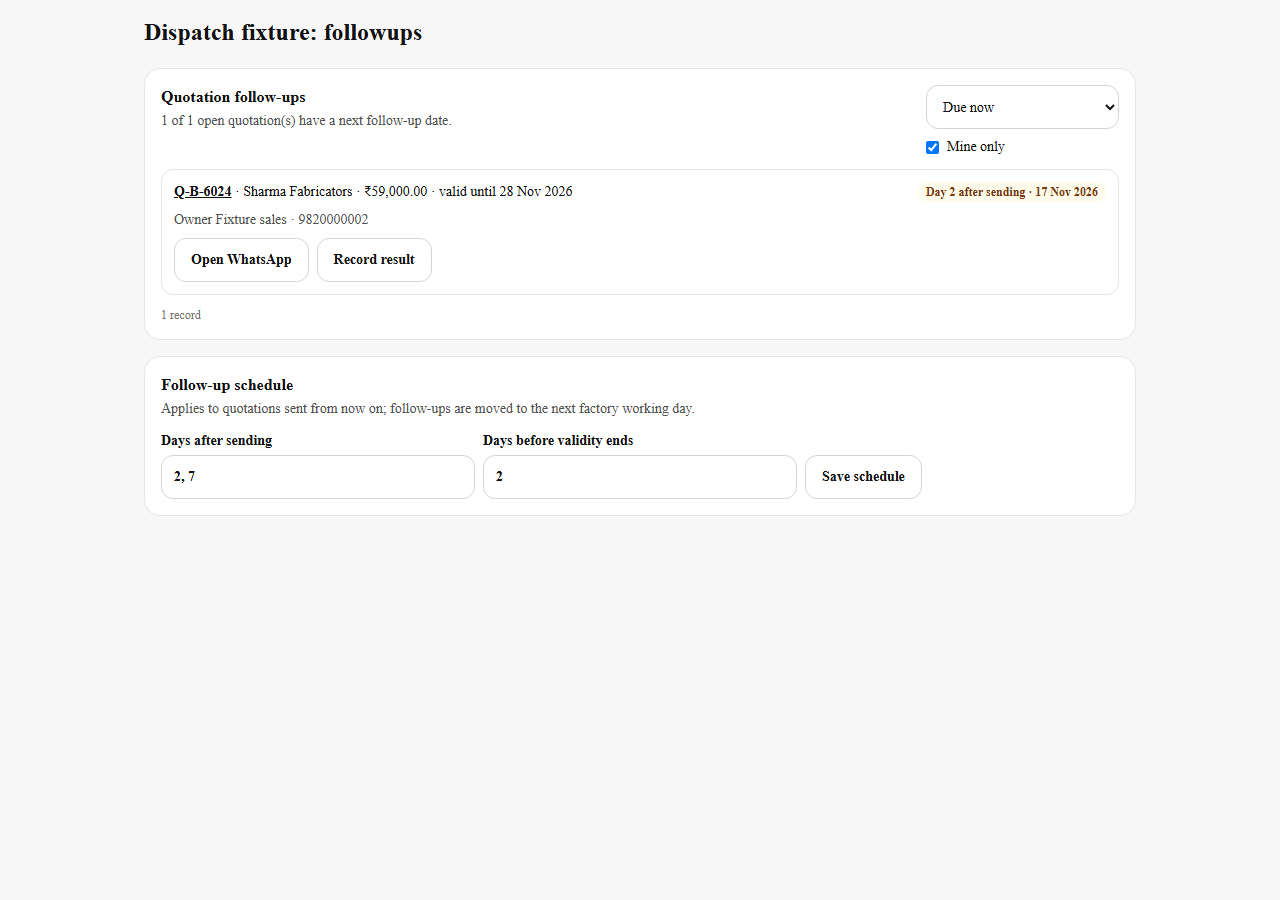 Dispatch fixture: followups
Quotation follow-ups
1 of 1 open quotation(s) have a next follow-up date.
Due now
Mine only
Q-B-6024 · Sharma Fabricators · ₹59,000.00 · valid until 28 Nov 2026
Day 2 after sending · 17 Nov 2026
Owner Fixture sales · 9820000002
Open WhatsApp Record result
1 record
Follow-up schedule
Applies to quotations sent from now on; follow-ups are moved to the next factory working day.
Days after sending Days before validity ends
2, 7 2 Save schedule